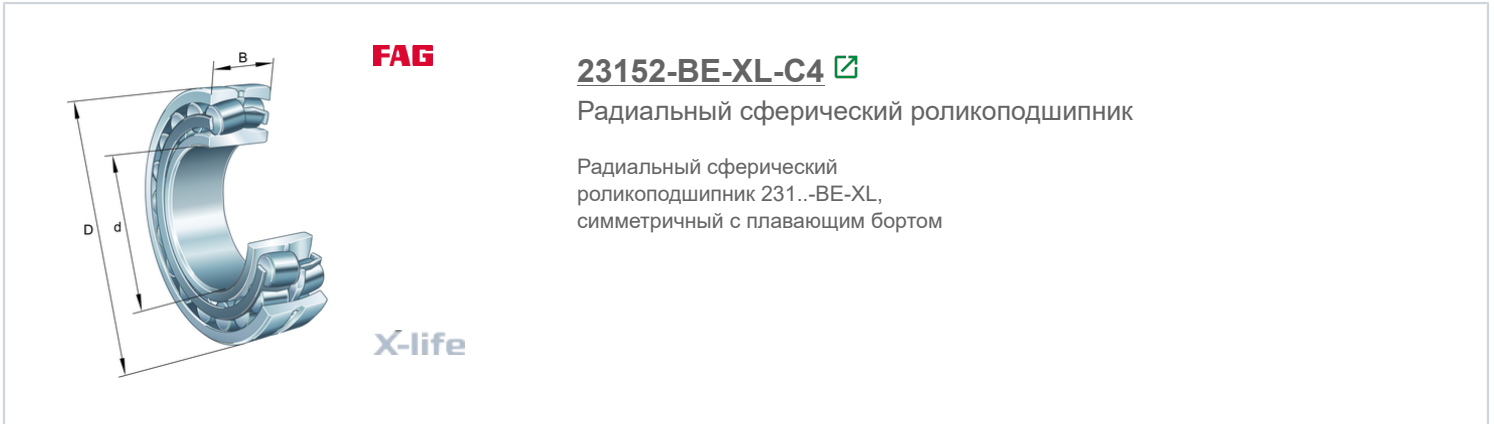 B
FAG
23152-BE-XL-C4
Радиальный сферический роликоподшипник
Радиальный сферический
роликоподшипник 231..-BE-XL,
симметричный с плавающим бортом
D
d
X-life